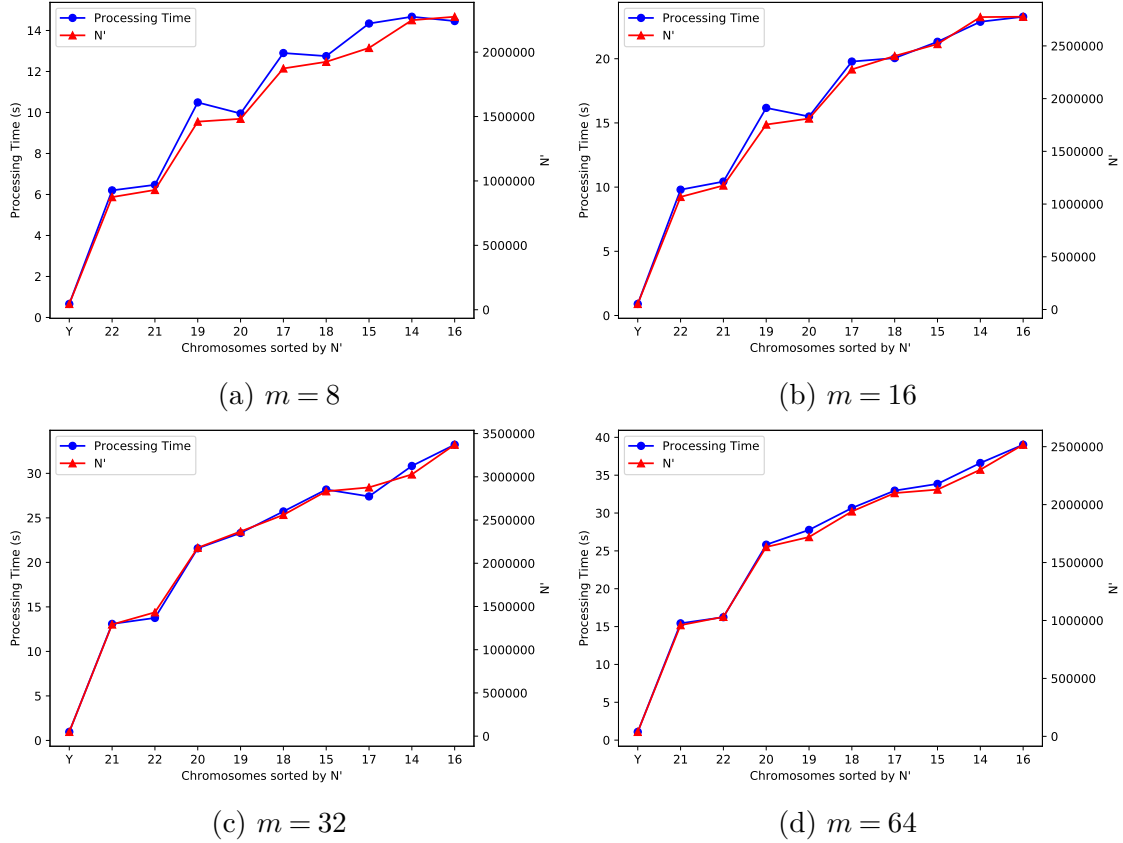 Processing Time
N'
14
12
10
8
6
4
2
0
Processing Time (s)
2000000
1500000
1000000
500000
0
N'
Y 22 21 19 20 17 18 15 14 16
Chromosomes sorted by N'
(a) m = 8
Processing Time
N'
20
15
10
5
0
Processing Time (s)
2500000
2000000
1500000
1000000
500000
0
N'
Y 22 21 19 20 17 18 15 14 16
Chromosomes sorted by N'
(b) m = 16
Processing Time
N'
30
25
20
15
10
5
0
Processing Time (s)
3500000
3000000
2500000
2000000
1500000
1000000
500000
0
N'
Y 21 22 20 19 18 15 17 14 16
Chromosomes sorted by N'
(c) m = 32
Processing Time
N'
40
35
30
25
20
15
10
5
0
Processing Time (s)
2500000
2000000
1500000
1000000
500000
0
N'
Y 21 22 20 19 18 17 15 14 16
Chromosomes sorted by N'
(d) m = 64